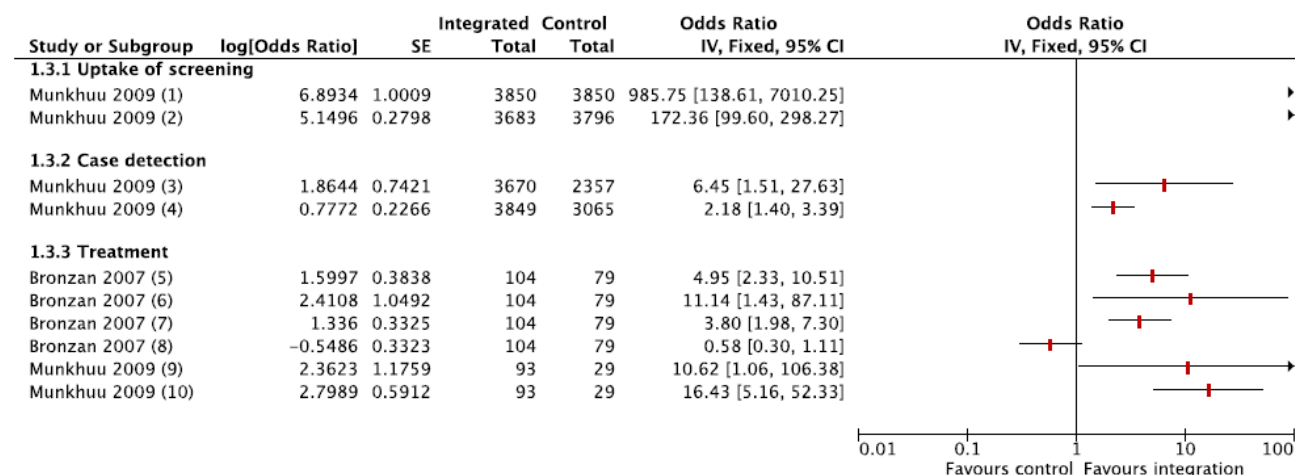 Integrated Control Odds Ratio Odds Ratio
Study or Subgroup log[Odds Ratio] SE Total Total IV, Fixed, 95% CI IV, Fixed, 95% CI
1.3.1 Uptake of screening
Munkhuu 2009 (1) 6.8934 1.0009 3850 3850 985.75 [138.61, 7010.25]
Munkhuu 2009 (2) 5.1496 0.2798 3683 3796 172.36 [99.60, 298.27]
1.3.2 Case detection
Munkhuu 2009 (3) 1.8644 0.7421 3670 2357 6.45 [1.51, 27.63]
Munkhuu 2009 (4) 0.7772 0.2266 3849 3065 2.18 [1.40, 3.39]
1.3.3 Treatment
Bronzan 2007 (5) 1.5997 0.3838 104 79 4.95 [2.33, 10.51]
Bronzan 2007 (6) 2.4108 1.0492 104 79 11.14 [1.43, 87.11]
Bronzan 2007 (7) 1.336 0.3325 104 79 3.80 [1.98, 7.30]
Bronzan 2007 (8) −0.5486 0.3323 104 79 0.58 [0.30, 1.11]
Munkhuu 2009 (9) 2.3623 1.1759 93 29 10.62 [1.06, 106.38]
Munkhuu 2009 (10) 2.7989 0.5912 93 29 16.43 [5.16, 52.33]
0.01 0.1 1 10 100
Favours control Favours integration